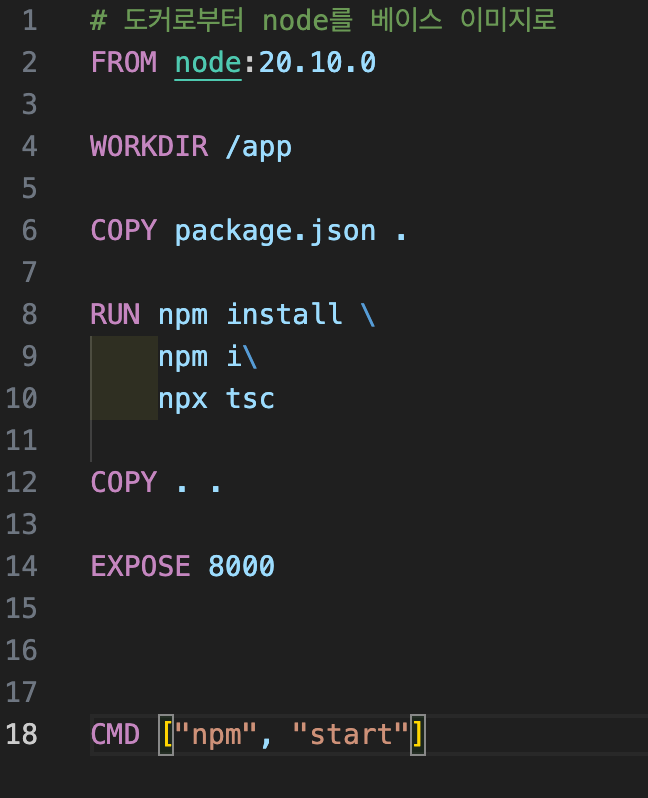 1 # 도커로부터 node를 베이스 이미지로
2 FROM node:20.10.0
3
4 WORKDIR /app
5
6 COPY package.json .
7
8 RUN npm install \
9 npm i\
10 npx tsc
11
12 COPY . .
13
14 EXPOSE 8000
15
16
17
18 CMD ["npm", "start"]